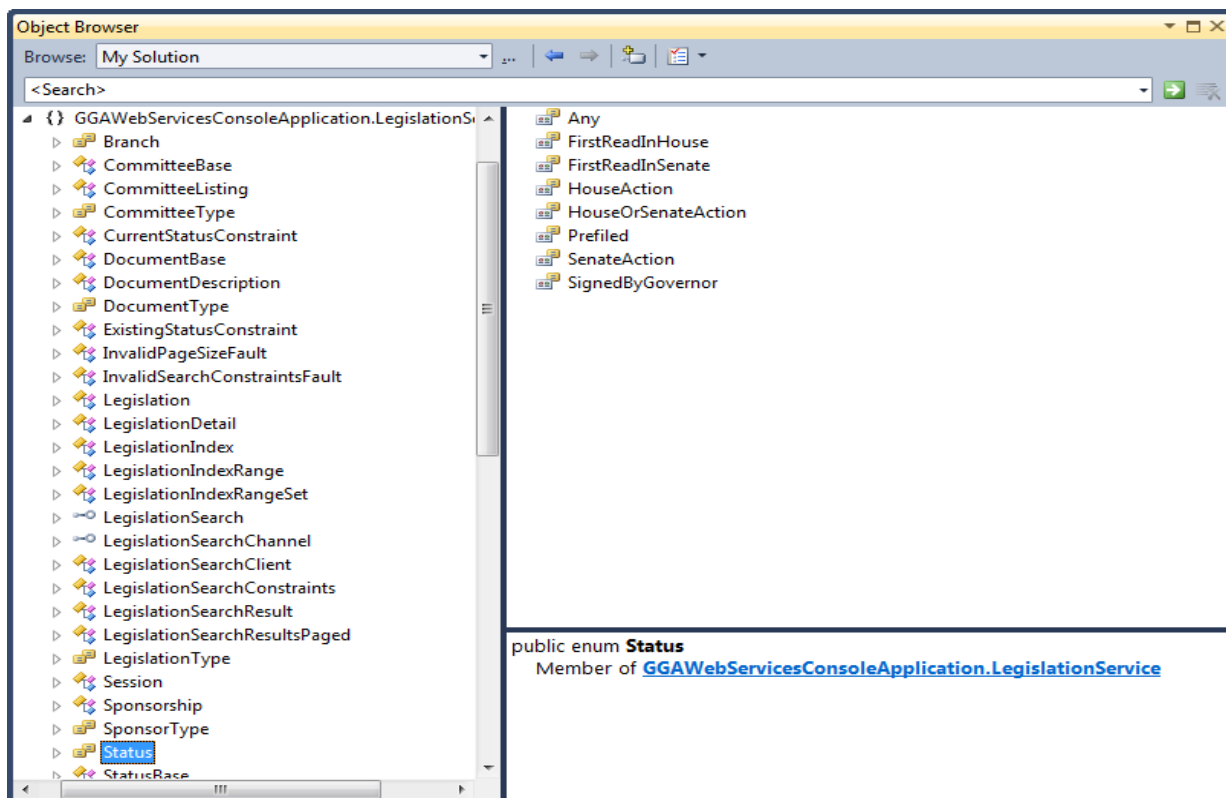 Object Browser
Browse: My Solution ...
<Search>
{} GGAWebServicesConsoleApplication.LegislationS
Branch
CommitteeBase
CommitteeListing
CommitteeType
CurrentStatusConstraint
DocumentBase
DocumentDescription
DocumentType
ExistingStatusConstraint
InvalidPageSizeFault
InvalidSearchConstraintsFault
Legislation
LegislationDetail
LegislationIndex
LegislationIndexRange
LegislationIndexRangeSet
LegislationSearch
LegislationSearchChannel
LegislationSearchClient
LegislationSearchConstraints
LegislationSearchResult
LegislationSearchResultsPaged
LegislationType
Session
Sponsorship
SponsorType
Status
StatusBase
Any
FirstReadInHouse
FirstReadInSenate
HouseAction
HouseOrSenateAction
Prefiled
SenateAction
SignedByGovernor
public enum Status
Member of GGAWebServicesConsoleApplication.LegislationService